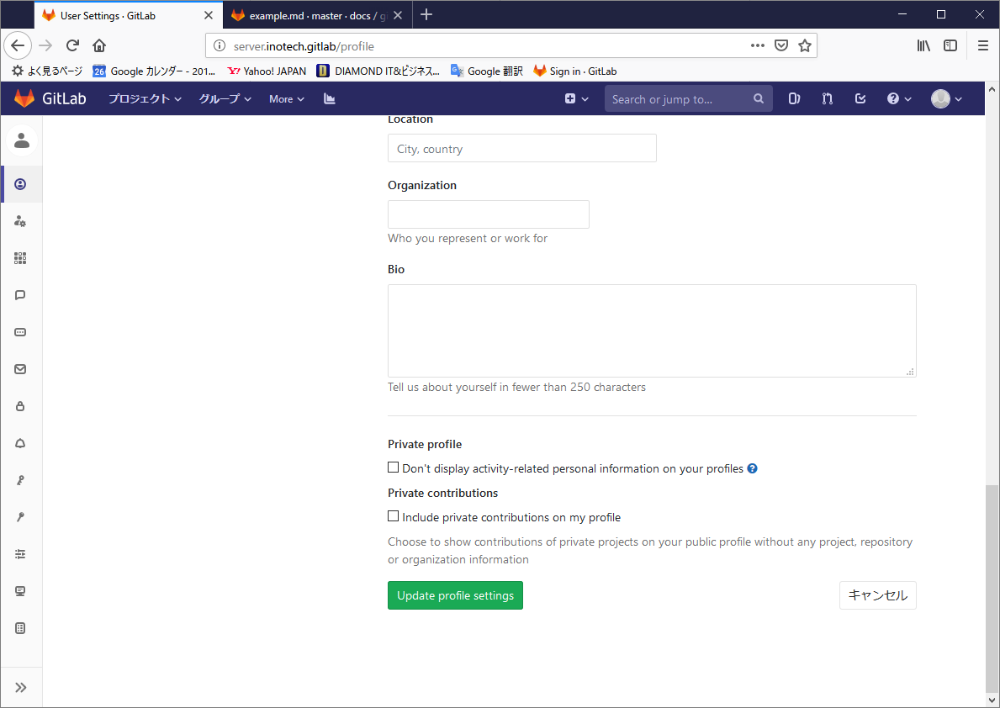 User Settings · GitLab
example.md · master · docs / g
server.inotech.gitlab/profile
よく見るページ
26
Google カレンダー - 201...
Y! Yahoo! JAPAN
DIAMOND IT&ビジネス...
Google 翻訳
Sign in · GitLab
GitLab
プロジェクト
グループ
More
Search or jump to...
Location
City, country
Organization
Who you represent or work for
Bio
Tell us about yourself in fewer than 250 characters
Private profile
Don't display activity-related personal information on your profiles
Private contributions
Include private contributions on my profile
Choose to show contributions of private projects on your public profile without any project, repository
or organization information
Update profile settings
キャンセル